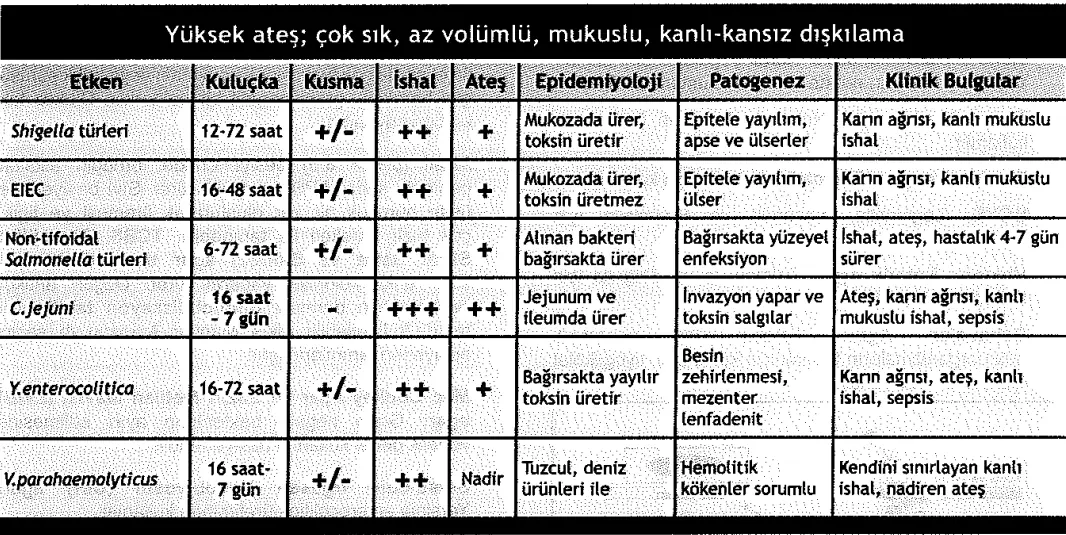 Yüksek ateş; çok sık, az volümlü, mukuslu, kanlı-kansız dışkılama
Etken Kuluçka Kusma İshal Ateş Epidemiyoloji Patogenez Klinik Bulgular
Shigella türleri 12-72 saat +/- ++ + Mukozada ürer, toksin üretir Epitele yayılım, apse ve ülserler Karın ağrısı, kanlı mukuslu ishal
EIEC 16-48 saat +/- ++ + Mukozada ürer, toksin üretmez Epitele yayılım, ülser Karın ağrısı, kanlı mukuslu ishal
Non-tifoidal Salmonella türleri 6-72 saat +/- ++ + Alınan bakteri bağırsakta ürer Bağırsakta yüzeyel enfeksiyon İshal, ateş, hastalık 4-7 gün sürer
C.jejuni 16 saat - 7 gün - +++ ++ Jejunum ve ileumda ürer İnvazyon yapar ve toksin salgılar Ateş, karın ağrısı, kanlı mukuslu ishal, sepsis
Y.enterocolitica 16-72 saat +/- ++ + Bağırsakta yayılır toksin üretir Besin zehirlenmesi, mezenter lenfadenit Karın ağrısı, ateş, kanlı ishal, sepsis
V.parahaemolyticus 16 saat- 7 gün +/- ++ Nadir Tuzcul, deniz ürünleri ile Hemolitik kökenler sorumlu Kendini sınırlayan kanlı ishal, nadiren ateş